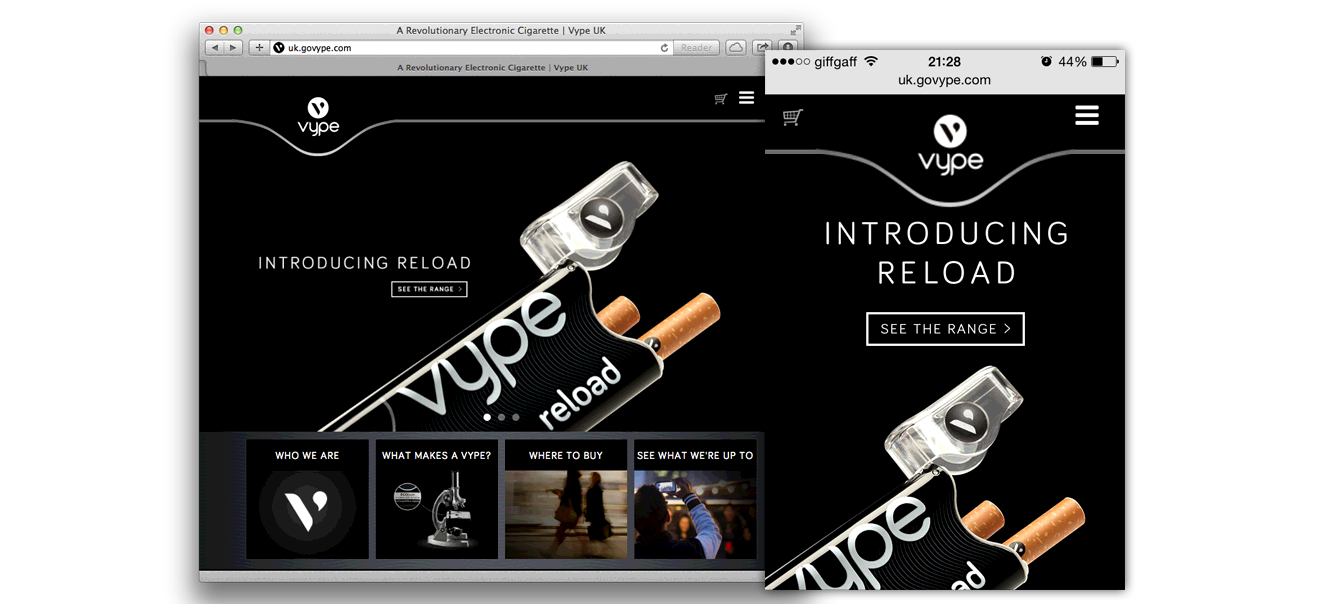 A Revolutionary Electronic Cigarette | Vype UK
uk.govype.com
Reader
A Revolutionary Electronic Cigarette | Vype UK
vype
INTRODUCING RELOAD
SEE THE RANGE >
vype
reload
WHO WE ARE
WHAT MAKES A VYPE?
WHERE TO BUY
SEE WHAT WE'RE UP TO
giffgaff
21:28
44%
uk.govype.com
vype
INTRODUCING
RELOAD
SEE THE RANGE >
vype
ad